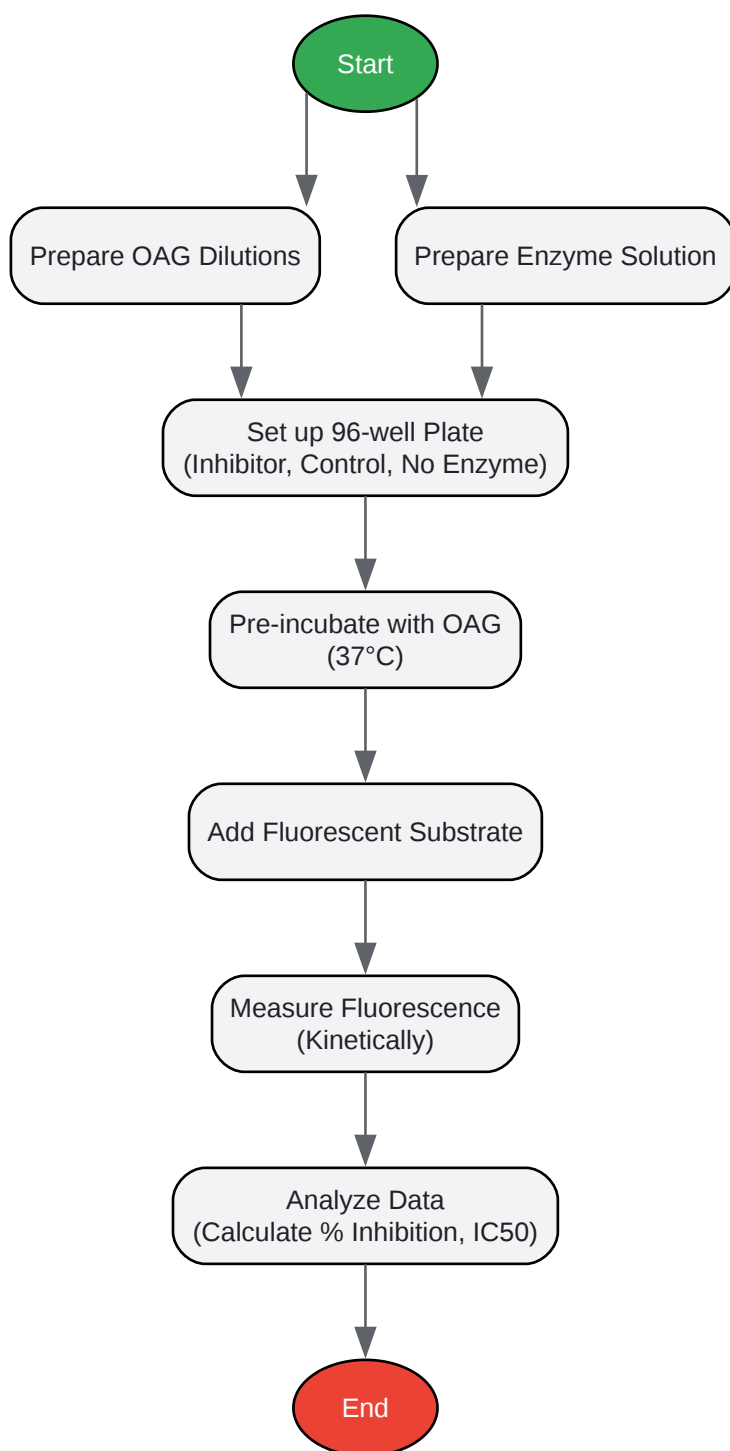 Start
Prepare OAG Dilutions
Prepare Enzyme Solution
Set up 96-well Plate
(Inhibitor, Control, No Enzyme)
Pre-incubate with OAG
(37°C)
Add Fluorescent Substrate
Measure Fluorescence
(Kinetically)
Analyze Data
(Calculate % Inhibition, IC50)
End